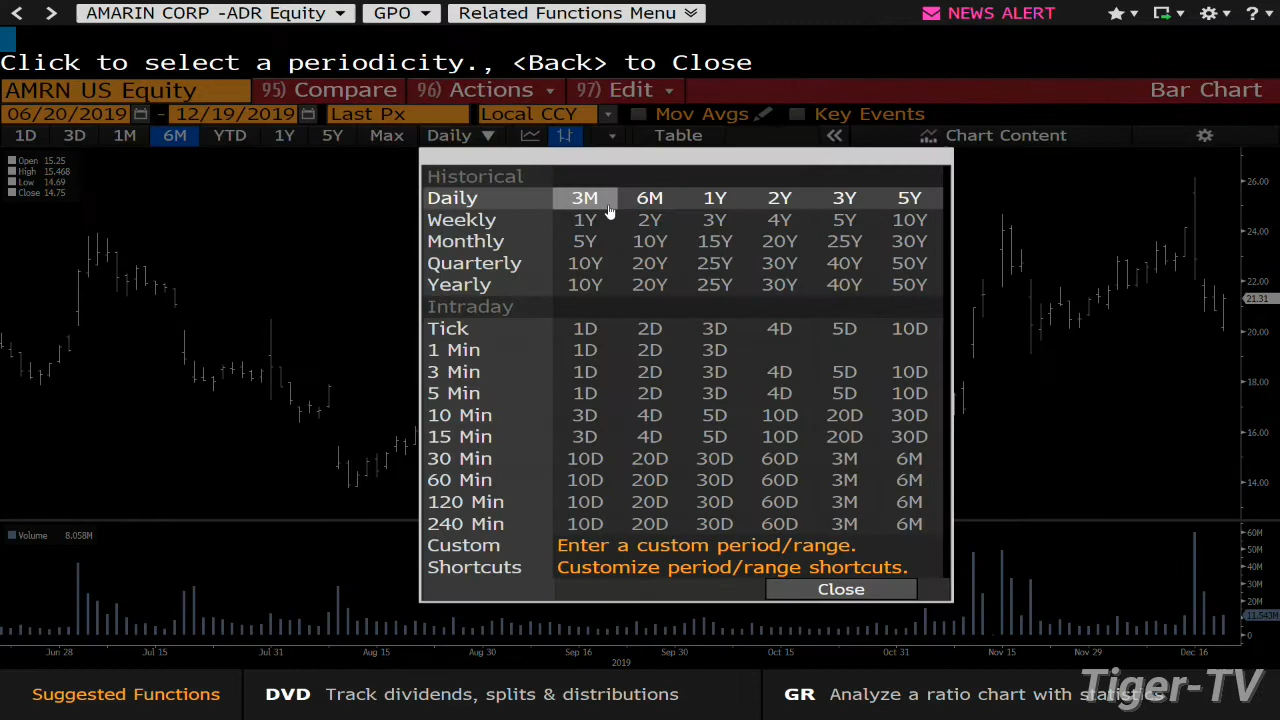 AMARIN CORP -ADR Equity GPO Related Functions Menu NEWS ALERT ?
Click to select a periodicity., <Back> to Close
AMRN US Equity 95) Compare 96) Actions 97) Edit Bar Chart
06/20/2019 - 12/19/2019 Last Px Local CCY Mov Avgs Key Events
1D 3D 1M 6M YTD 1Y 5Y Max Daily ▼ Table « Chart Content
Open 15.25
High 15.468
Low 14.69
Close 14.75
Historical
Daily 3M 6M 1Y 2Y 3Y 5Y
Weekly 1Y 2Y 3Y 4Y 5Y 10Y
Monthly 5Y 10Y 15Y 20Y 25Y 30Y
Quarterly 10Y 20Y 25Y 30Y 40Y 50Y
Yearly 10Y 20Y 25Y 30Y 40Y 50Y
Intraday
Tick 1D 2D 3D 4D 5D 10D
1 Min 1D 2D 3D
3 Min 1D 2D 3D 4D 5D 10D
5 Min 1D 2D 3D 4D 5D 10D
10 Min 3D 4D 5D 10D 20D 30D
15 Min 3D 4D 5D 10D 20D 30D
30 Min 10D 20D 30D 60D 3M 6M
60 Min 10D 20D 30D 60D 3M 6M
120 Min 10D 20D 30D 60D 3M 6M
240 Min 10D 20D 30D 60D 3M 6M
Custom Enter a custom period/range.
Shortcuts Customize period/range shortcuts.
Close
26.00
24.00
22.00
21.31
20.00
18.00
16.00
14.00
Volume 8.058M
60M
50M
40M
30M
20M
11.543M
0
Jun 28 Jul 15 Jul 31 Aug 15 Aug 30 Sep 16 Sep 30 Oct 15 Oct 31 Nov 15 Nov 29 Dec 16
2019
Suggested Functions DVD Track dividends, splits & distributions GR Analyze a ratio chart with statistics
Tiger-TV